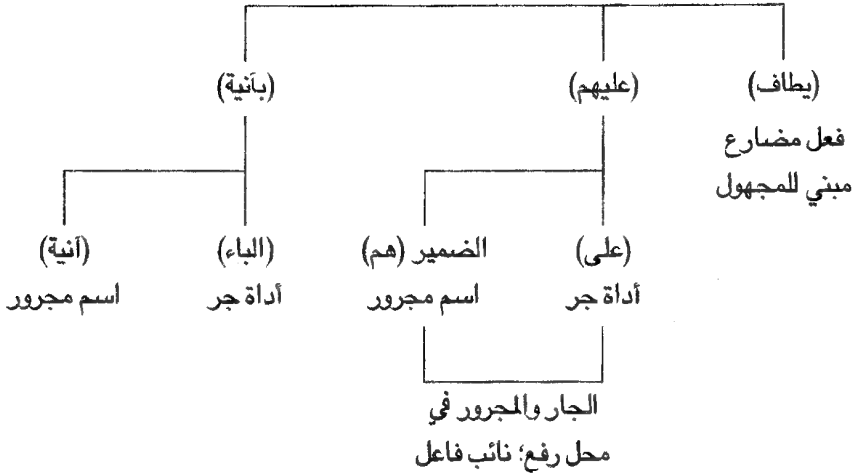 (يطاف) (عليهم) (بآنية)
فعل مضارع
مبني للمجهول
(على) الضمير (هم) (الباء) (آنية)
أداة جر اسم مجرور أداة جر اسم مجرور
الجار والمجرور في
محل رفع؛ نائب فاعل